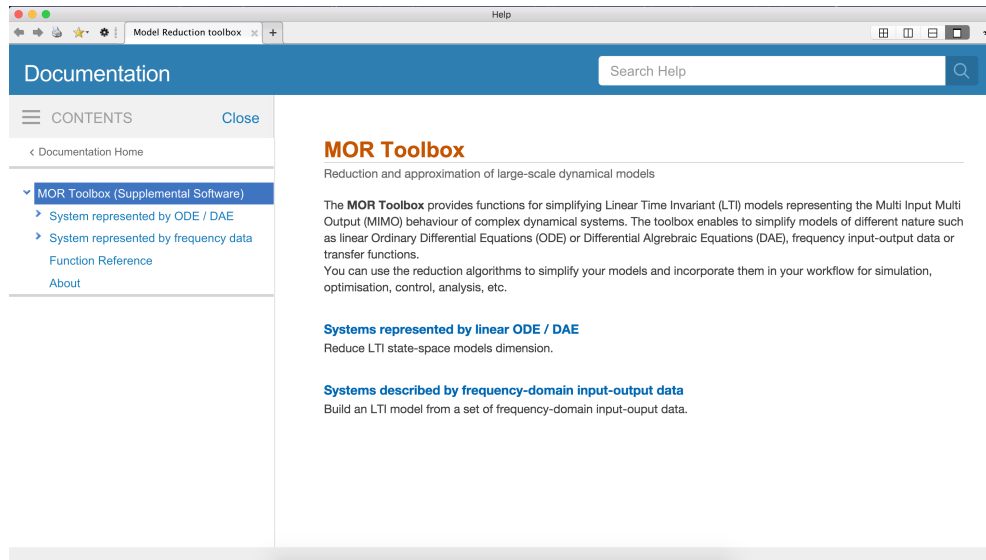 Help
Model Reduction toolbox
Documentation
Search Help
CONTENTS
Close
Documentation Home
MOR Toolbox (Supplemental Software)
System represented by ODE / DAE
System represented by frequency data
Function Reference
About
MOR Toolbox
Reduction and approximation of large-scale dynamical models
The MOR Toolbox provides functions for simplifying Linear Time Invariant (LTI) models representing the Multi Input Multi
Output (MIMO) behaviour of complex dynamical systems. The toolbox enables to simplify models of different nature such
as linear Ordinary Differential Equations (ODE) or Differential Algrebraic Equations (DAE), frequency input-output data or
transfer functions.
You can use the reduction algorithms to simplify your models and incorporate them in your workflow for simulation,
optimisation, control, analysis, etc.
Systems represented by linear ODE / DAE
Reduce LTI state-space models dimension.
Systems described by frequency-domain input-output data
Build an LTI model from a set of frequency-domain input-ouput data.